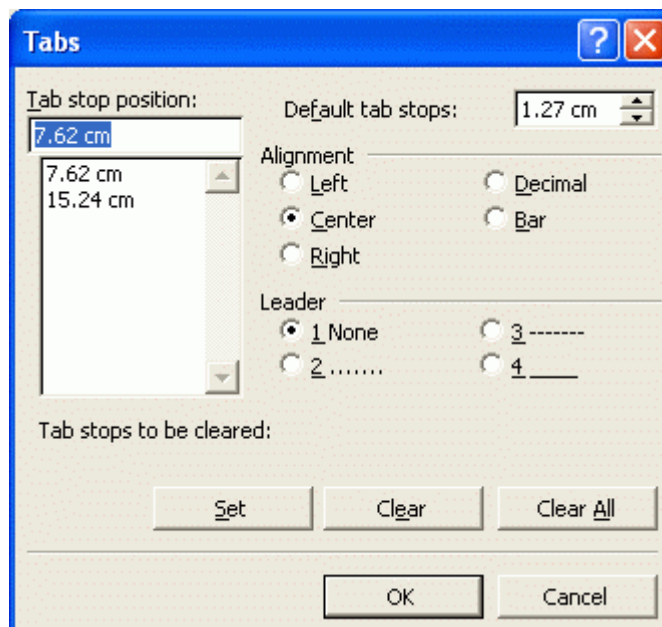 Tabs
Tab stop position:
7.62 cm
7.62 cm
15.24 cm
Default tab stops:
1.27 cm
Alignment
Left
Decimal
Center
Bar
Right
Leader
1 None
3 -------
2 .......
4 ____
Tab stops to be cleared:
Set
Clear
Clear All
OK
Cancel